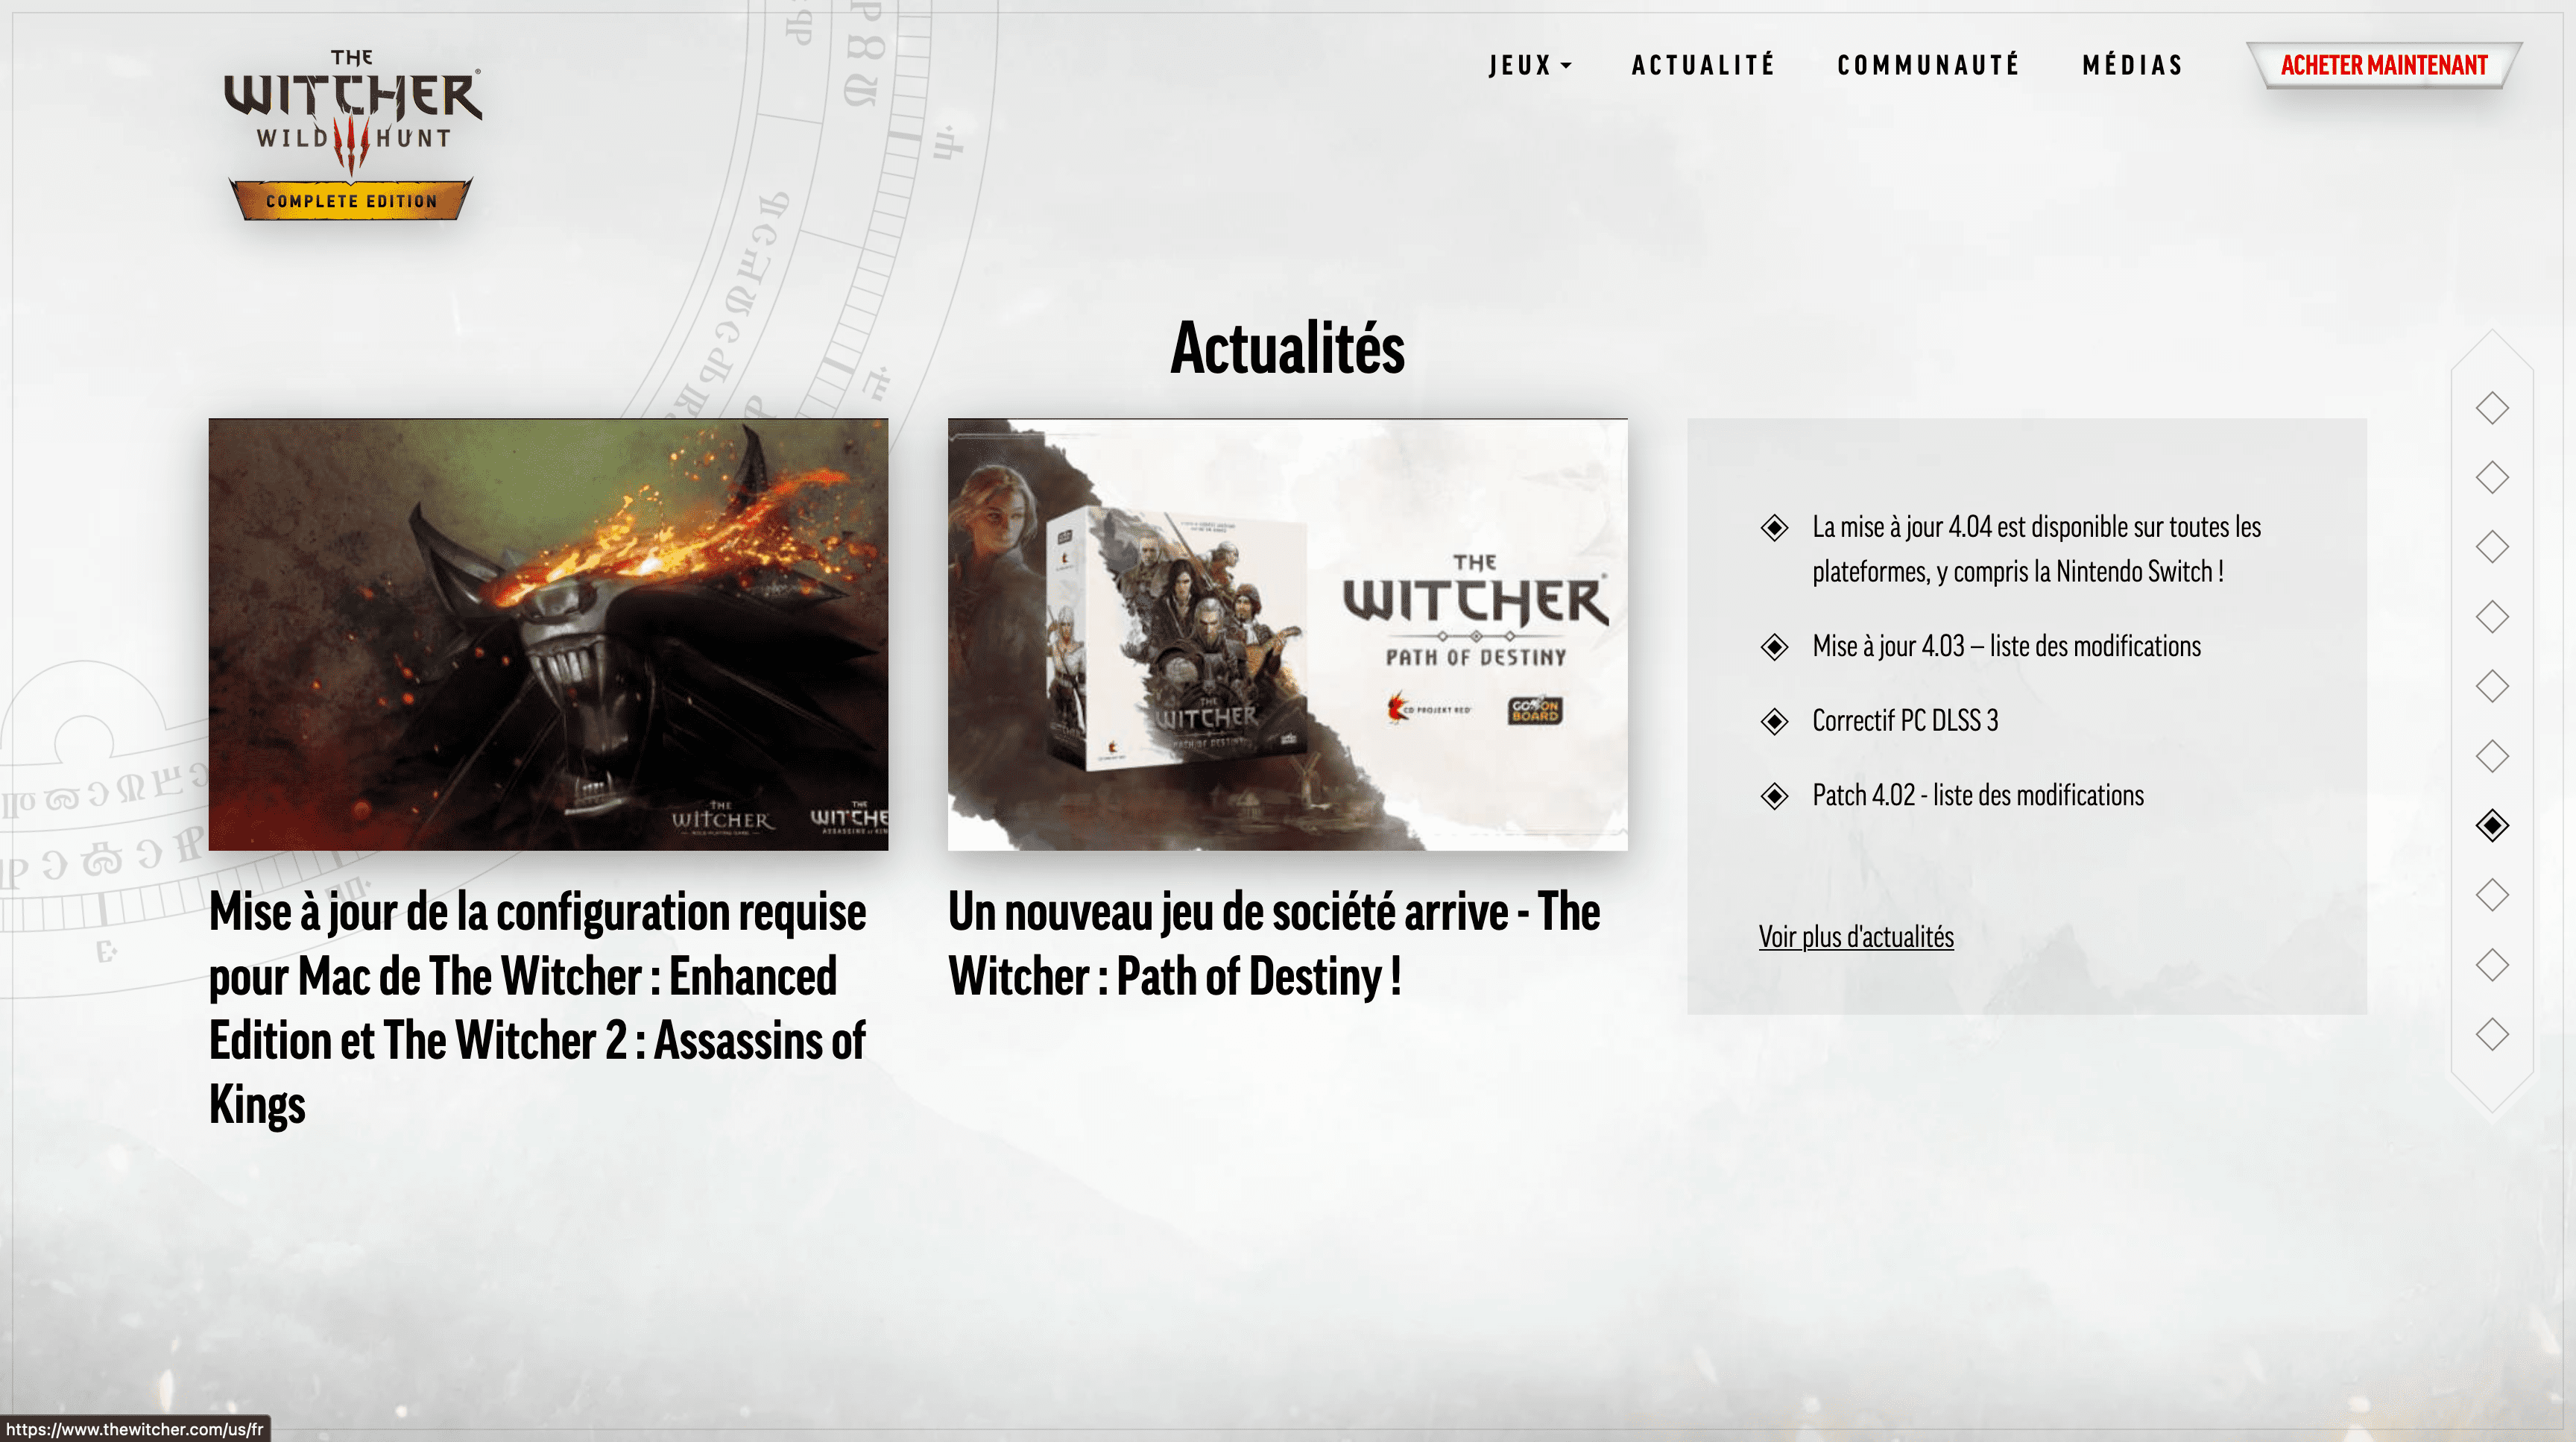 THE
WITCHER®
WILD HUNT
COMPLETE EDITION
JEUX
ACTUALITÉ
COMMUNAUTÉ
MÉDIAS
ACHETER MAINTENANT
Actualités
THE
WITCHER
THE
WITCHE
Mise à jour de la configuration requise
pour Mac de The Witcher : Enhanced
Edition et The Witcher 2 : Assassins of
Kings
THE
WITCHER
PATH OF DESTINY
THE
WITCHER®
PATH OF DESTINY
CD PROJEKT RED®
GO ON
BOARD
Un nouveau jeu de société arrive - The
Witcher : Path of Destiny !
La mise à jour 4.04 est disponible sur toutes les
plateformes, y compris la Nintendo Switch !
Mise à jour 4.03 – liste des modifications
Correctif PC DLSS 3
Patch 4.02 - liste des modifications
Voir plus d'actualités
https://www.thewitcher.com/us/fr